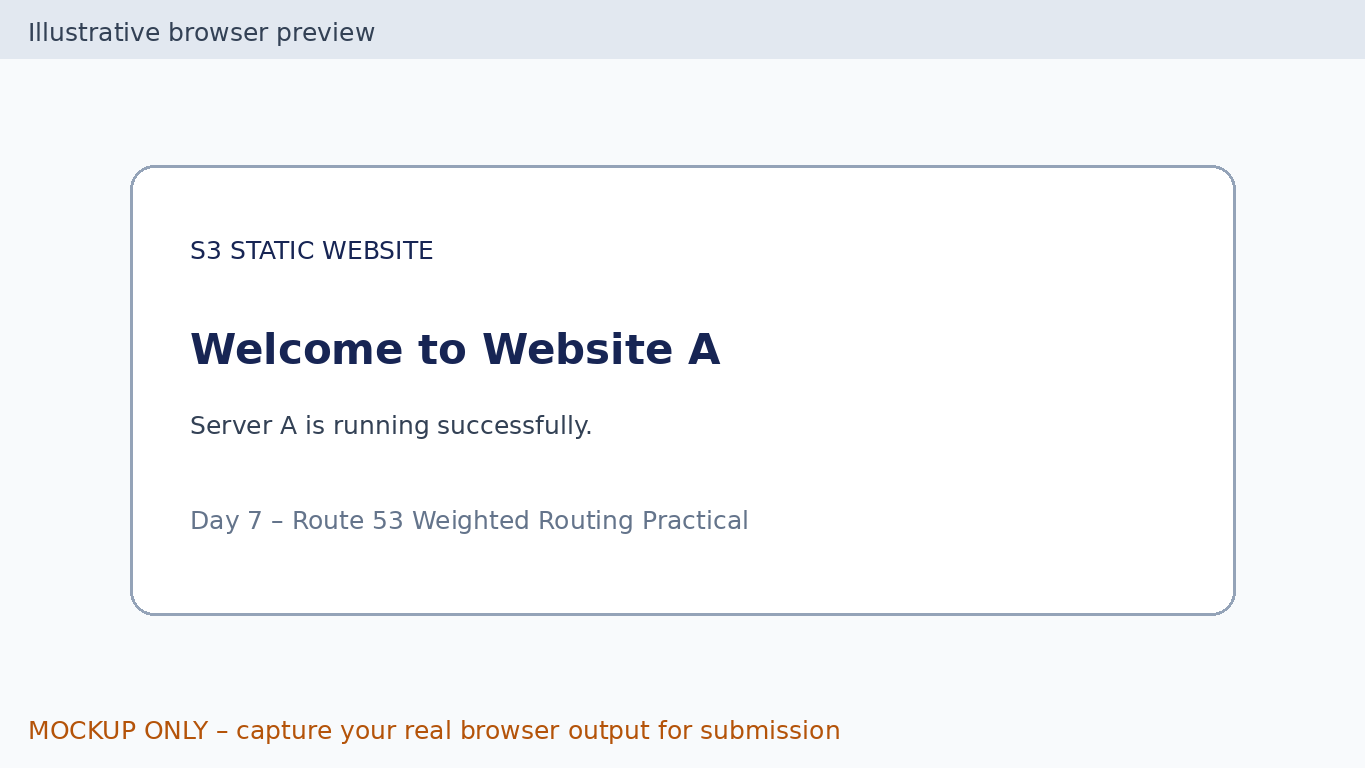 Illustrative browser preview
S3 STATIC WEBSITE
Welcome to Website A
Server A is running successfully.
Day 7 – Route 53 Weighted Routing Practical
MOCKUP ONLY – capture your real browser output for submission